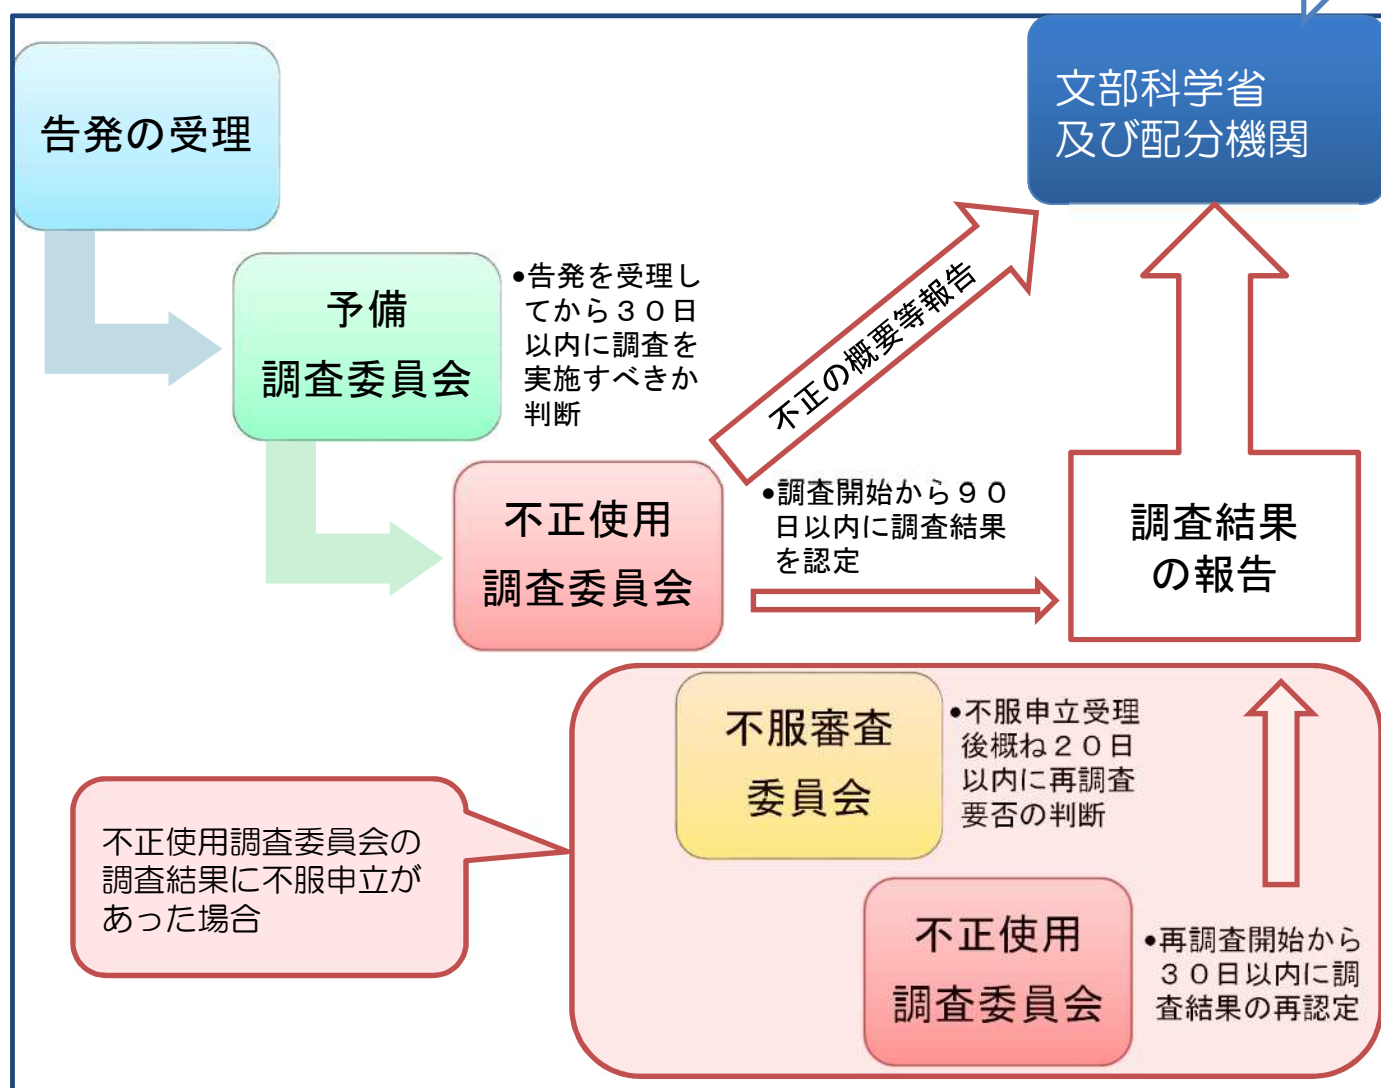 告発の受理
文部科学省
及び配分機関
予備
調査委員会
•告発を受理し
てから３０日
以内に調査を
実施すべきか
判断
不正の概要等報告
不正使用
調査委員会
•調査開始から９０
日以内に調査結果
を認定
調査結果
の報告
不服審査
委員会
•不服申立受理
後概ね２０日
以内に再調査
要否の判断
不正使用調査委員会の
調査結果に不服申立が
あった場合
不正使用
調査委員会
•再調査開始から
３０日以内に調
査結果の再認定